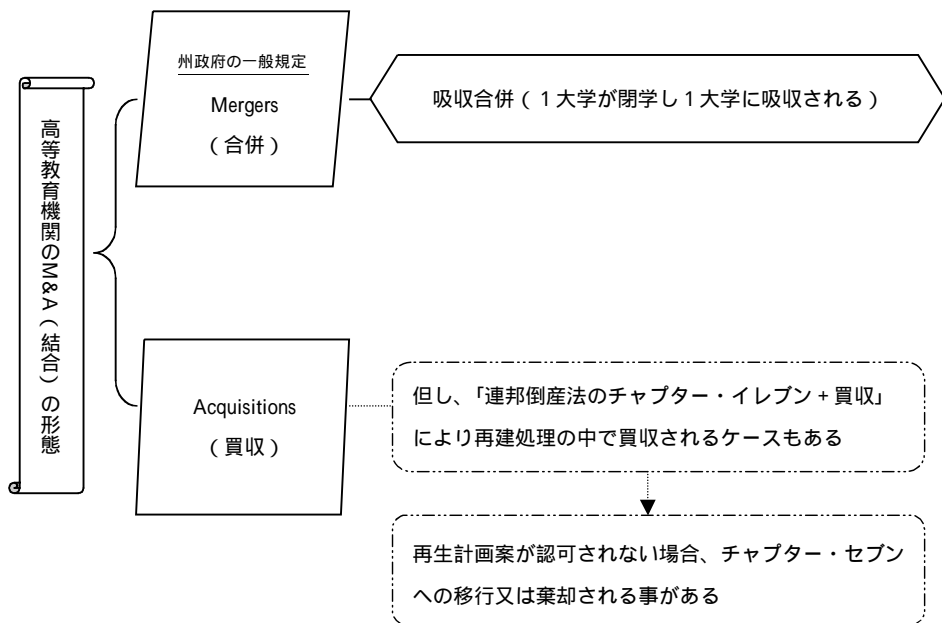 高等教育機関のM&A(結合)の形態
州政府の一般規定
Mergers
(合併)
吸収合併(1大学が閉学し1大学に吸収される)
Acquisitions
(買収)
但し、「連邦倒産法のチャプター・イレブン+買収」
により再建処理の中で買収されるケースもある
再生計画案が認可されない場合、チャプター・セブン
への移行又は棄却される事がある